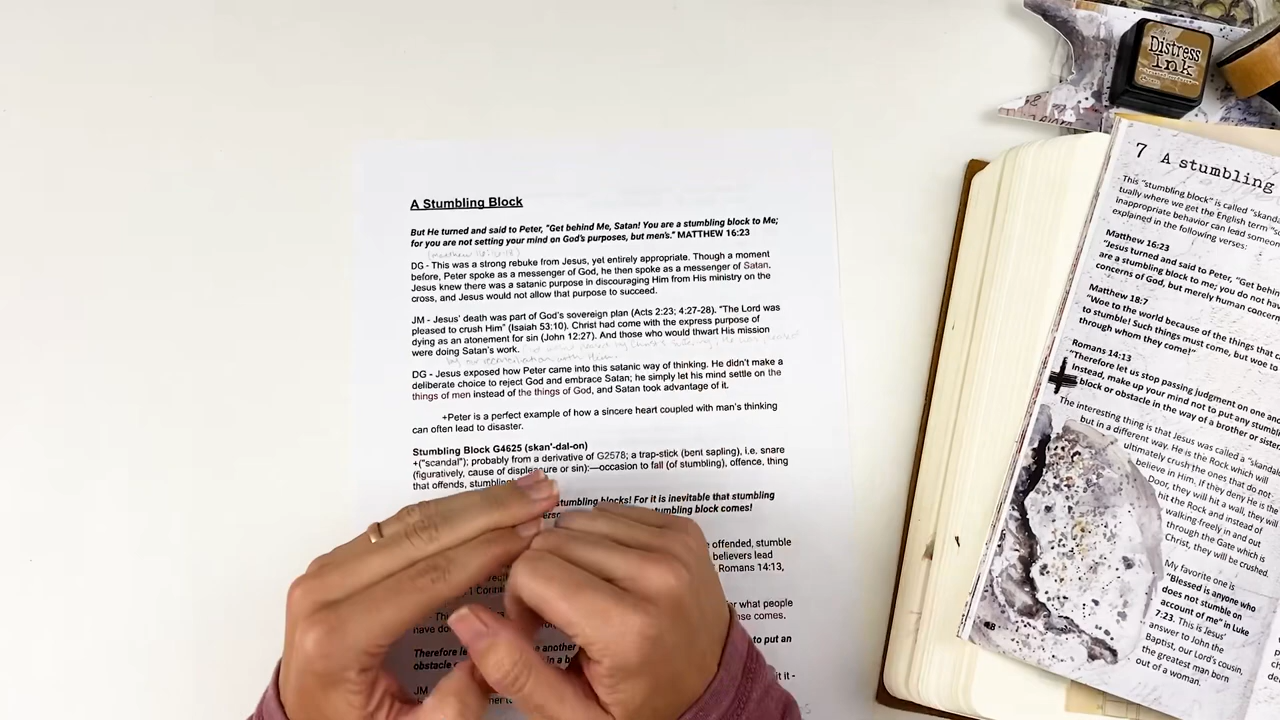 A Stumbling Block
But He turned and said to Peter, "Get behind Me, Satan! You are a stumbling block to Me;
for you are not setting your mind on God's purposes, but men's." MATTHEW 16:23
DG - This was a strong rebuke from Jesus, yet entirely appropriate. Though a moment
before, Peter spoke as a messenger of God, he then spoke as a messenger of Satan.
Jesus knew there was a satanic purpose in discouraging Him from His ministry on the
cross, and Jesus would not allow that purpose to succeed.
JM - Jesus' death was part of God's sovereign plan (Acts 2:23; 4:27-28). "The Lord was
pleased to crush Him" (Isaiah 53:10). Christ had come with the express purpose of
dying as an atonement for sin (John 12:27). And those who would thwart His mission
were doing Satan's work.
by our reconciliation with Him.
DG - Jesus exposed how Peter came into this satanic way of thinking. He didn't make a
deliberate choice to reject God and embrace Satan; he simply let his mind settle on the
things of men instead of the things of God, and Satan took advantage of it.
+Peter is a perfect example of how a sincere heart coupled with man's thinking
can often lead to disaster.
Stumbling Block G4625 (skan'-dal-on)
+("scandal"); probably from a derivative of G2578; a trap-stick (bent sapling), i.e. snare
(figuratively, cause of displeasure or sin):—occasion to fall (of stumbling), offence, thing
that offends, stumbling
stumbling blocks! For it is inevitable that stumbling
stumbling block comes!
offended, stumble
believers lead
Romans 14:13,
1
for what people
have
comes.
Therefore
another
to put an
obstacle
in a
it -
JM
Distress
Ink
7 A stumbling
This "stumbling block" is called "skanda
tually where we get the English term "sc
inappropriate behavior can lead someon
explained in the following verses:
Matthew 16:23
"Jesus turned and said to Peter, "Get behin
are a stumbling block to me; you do not hav
concerns of God, but merely human concern
Matthew 18:7
"Woe to the world because of the things that c
to stumble! Such things must come, but woe to
through whom they come!"
Romans 14:13
"Therefore let us stop passing judgment on one an
Instead, make up your mind not to put any stumbli
block or obstacle in the way of a brother or sister.
The interesting thing is that Jesus was called a "skanda
but in a different way. He is the Rock which will
ultimately crush the ones that do not
believe in Him. If they deny He is the
Door, they will hit a wall, they will
hit the Rock and instead of
walking freely in and out
through the Gate which is
Christ, they will be crushed.
My favorite one is
"Blessed is anyone who
does not stumble on
account of me" in Luke
7:23. This is Jesus'
answer to John the
Baptist, our Lord's cousin,
the greatest man born
out of a woman.